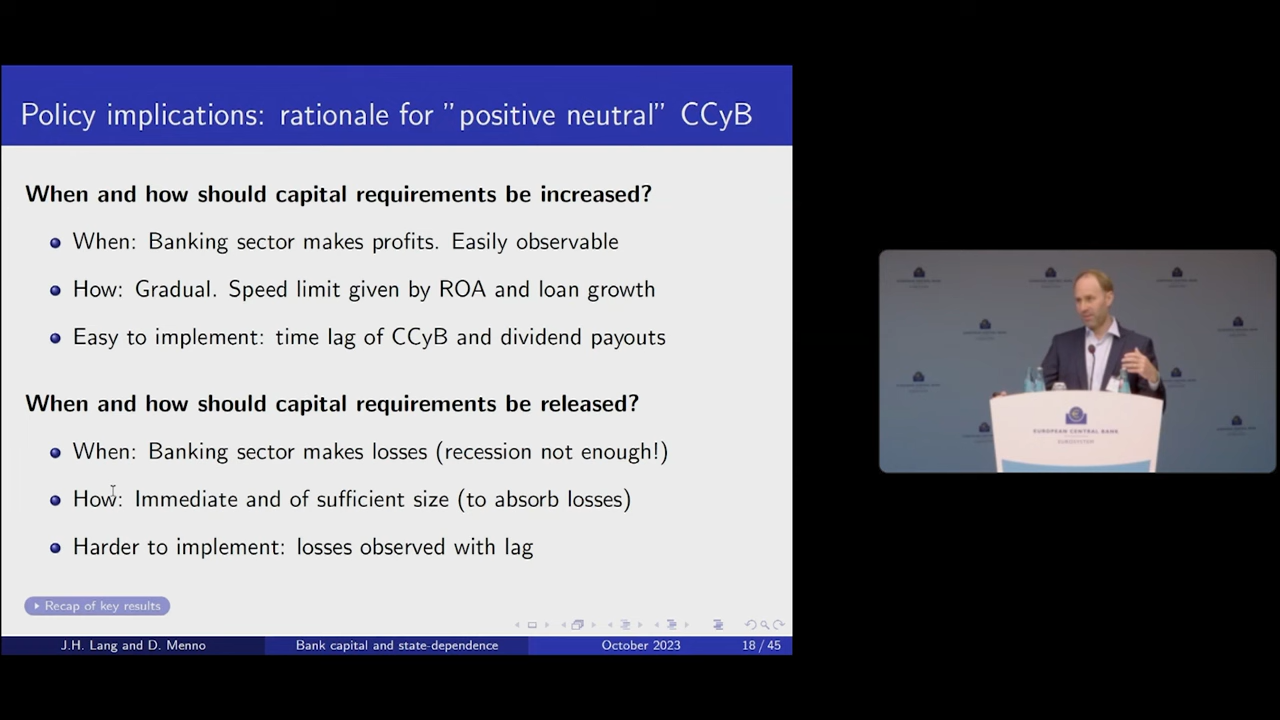 Policy implications: rationale for "positive neutral" CCyB
When and how should capital requirements be increased?
When: Banking sector makes profits. Easily observable
How: Gradual. Speed limit given by ROA and loan growth
Easy to implement: time lag of CCyB and dividend payouts
When and how should capital requirements be released?
When: Banking sector makes losses (recession not enough!)
How: Immediate and of sufficient size (to absorb losses)
Harder to implement: losses observed with lag
Recap of key results
J.H. Lang and D. Menno
Bank capital and state-dependence
October 2023
18 / 45
EUROPEAN CENTRAL BANK
EUROSYSTEM